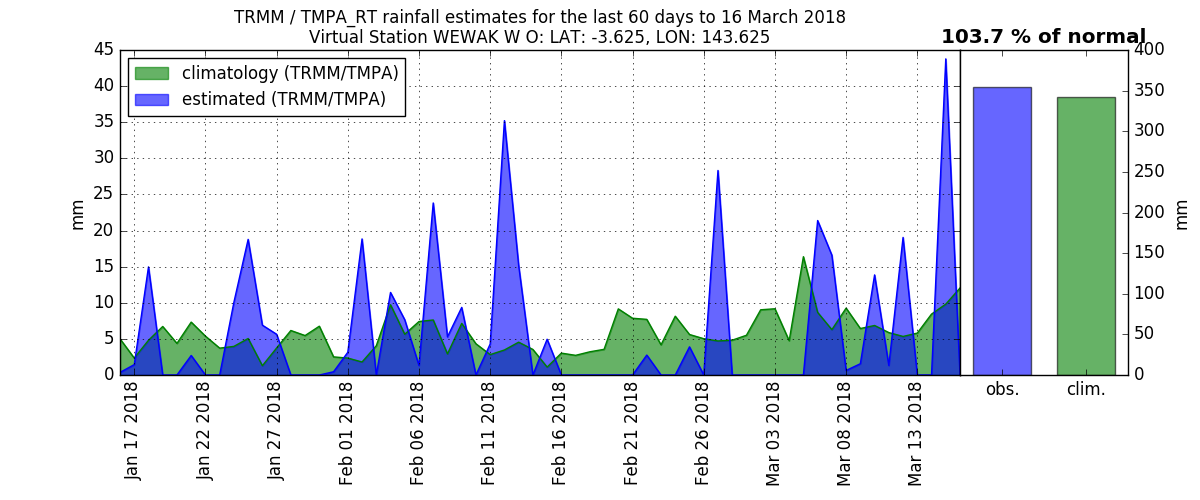 TRMM / TMPA_RT rainfall estimates for the last 60 days to 16 March 2018
Virtual Station WEWAK W O: LAT: -3.625, LON: 143.625
103.7 % of normal
climatology (TRMM/TMPA)
estimated (TRMM/TMPA)
mm
45
40
35
30
25
20
15
10
5
0
Jan 17 2018
Jan 22 2018
Jan 27 2018
Feb 01 2018
Feb 06 2018
Feb 11 2018
Feb 16 2018
Feb 21 2018
Feb 26 2018
Mar 03 2018
Mar 08 2018
Mar 13 2018
obs.
clim.
400
350
300
250
200
150
100
50
0
mm